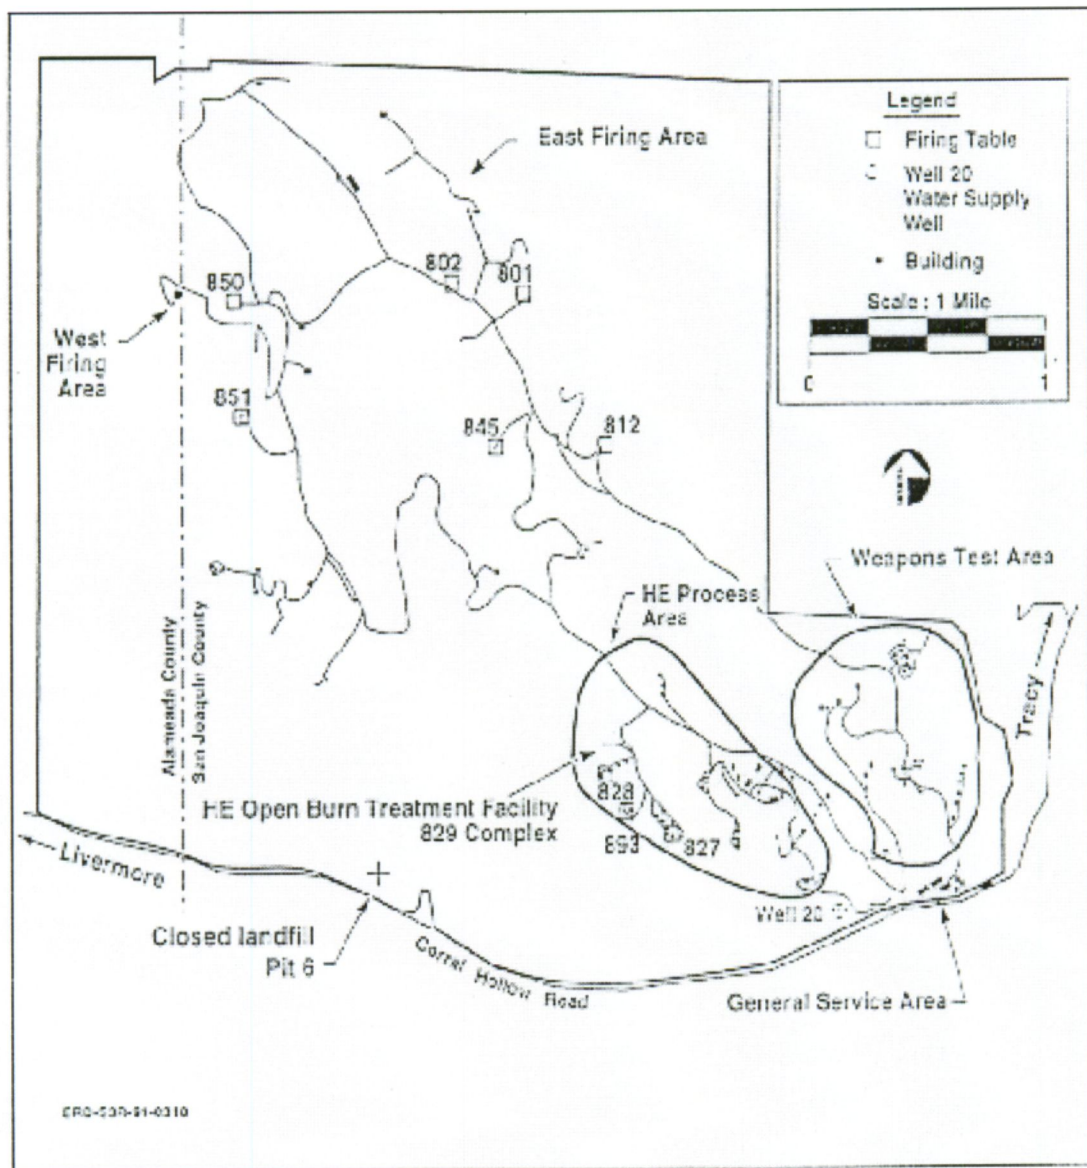 Legend
Firing Table
Well 20
Water Supply
Well
Building
Scale : 1 Mile
0 1
East Firing Area
802
801
850
West
Firing
Area
851
845
812
Weapons Test Area
HE Process
Area
Alameda County
San Joaquin County
Tracy
828
HE Open Burn Treatment Facility
829 Complex
893
827
Livermore
Well 20
Closed landfill
Pit 6
Corral Hollow Road
General Service Area